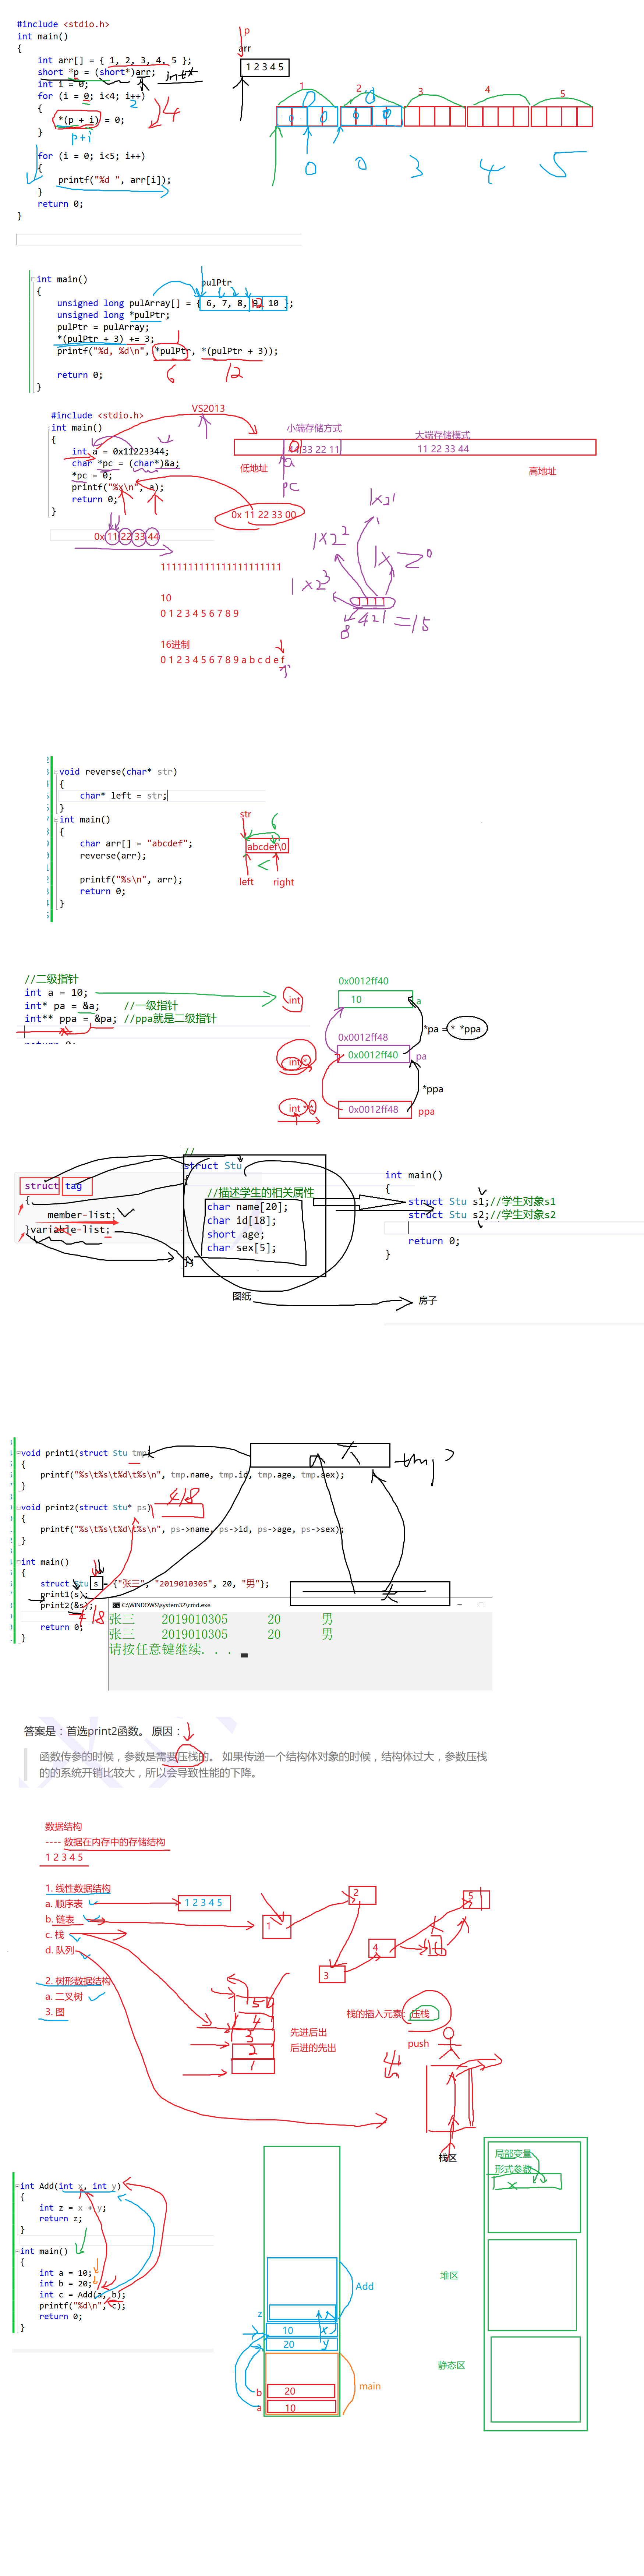 #include <stdio.h>
int main()
{
int arr[] = { 1, 2, 3, 4, 5 };
short *p = (short*)arr;
int*
int i = 0;
for (i = 0; i<4; i++)
{
*(p + i) = 0;
}
p+i
2
4
for (i = 0; i<5; i++)
{
printf("%d ", arr[i]);
}
return 0;
}
p
arr
1 2 3 4 5
1 2 3 4 5
0 0
0 0 0 0
0 0 3 4 5
int main()
{
unsigned long pulArray[] = { 6, 7, 8, 9, 10 };
unsigned long *pulPtr;
pulPtr = pulArray;
*(pulPtr + 3) += 3;
printf("%d, %d\n", *pulPtr, *(pulPtr + 3));
return 0;
}
pulPtr
6 12
VS2013
#include <stdio.h>
int main()
{
int a = 0x11223344;
char *pc = (char*)&a;
*pc = 0;
printf("%x\n", a);
return 0;
}
小端存储方式
大端存储模式
44 33 22 11
11 22 33 44
0
低地址
高地址
a
pc
0x 11 22 33 00
0x 11 22 33 44
1111111111111111111111
10
0 1 2 3 4 5 6 7 8 9
16进制
0 1 2 3 4 5 6 7 8 9 a b c d e f
1×2^3
1×2^2
1×2^1
1×2^0
1111
8 4 2 1 =15
void reverse(char* str)
{
char* left = str;
}
int main()
{
char arr[] = "abcdef";
reverse(arr);
printf("%s\n", arr);
return 0;
}
str
6
abcdef\0
<
left
right
//二级指针
int a = 10;
int* pa = &a; //一级指针
int** ppa = &pa; //ppa就是二级指针
int
int *
int * *
0x0012ff40
10
a
0x0012ff48
0x0012ff40
pa
0x0012ff48
ppa
*pa = * *ppa
*ppa
struct tag
{
member-list;
}variable-list;
//
struct Stu
{
//描述学生的相关属性
char name[20];
char id[18];
short age;
char sex[5];
};
int main()
{
struct Stu s1;//学生对象s1
struct Stu s2;//学生对象s2
return 0;
}
图纸
房子
void print1(struct Stu tmp)
{
printf("%s\t%s\t%d\t%s\n", tmp.name, tmp.id, tmp.age, tmp.sex);
}
tmp
void print2(struct Stu* ps)
{
printf("%s\t%s\t%d\t%s\n", ps->name, ps->id, ps->age, ps->sex);
}
4/8
int main()
{
struct Stu s = {"张三", "2019010305", 20, "男"};
print1(s);
print2(&s);
return 0;
}
4/8
C:\WINDOWS\system32\cmd.exe
张三 2019010305 20 男
张三 2019010305 20 男
请按任意键继续. . .
答案是：首选print2函数。 原因：
函数传参的时候，参数是需要压栈的。 如果传递一个结构体对象的时候，结构体过大，参数压栈
的的系统开销比较大，所以会导致性能的下降。
数据结构
---- 数据在内存中的存储结构
1 2 3 4 5
1. 线性数据结构
a. 顺序表
b. 链表
c. 栈
d. 队列
2. 树形数据结构
a. 二叉树
3. 图
1 2 3 4 5
1
2
3
4
5
5
4
3
2
1
先进后出
后进的先出
栈的插入元素：压栈
push
int Add(int x, int y)
{
int z = x + y;
return z;
}
int main()
{
int a = 10;
int b = 20;
int c = Add(a, b);
printf("%d\n", c);
return 0;
}
Add
z
10 x
20 y
main
b 20
a 10
栈区
局部变量
形式参数
x
堆区
静态区